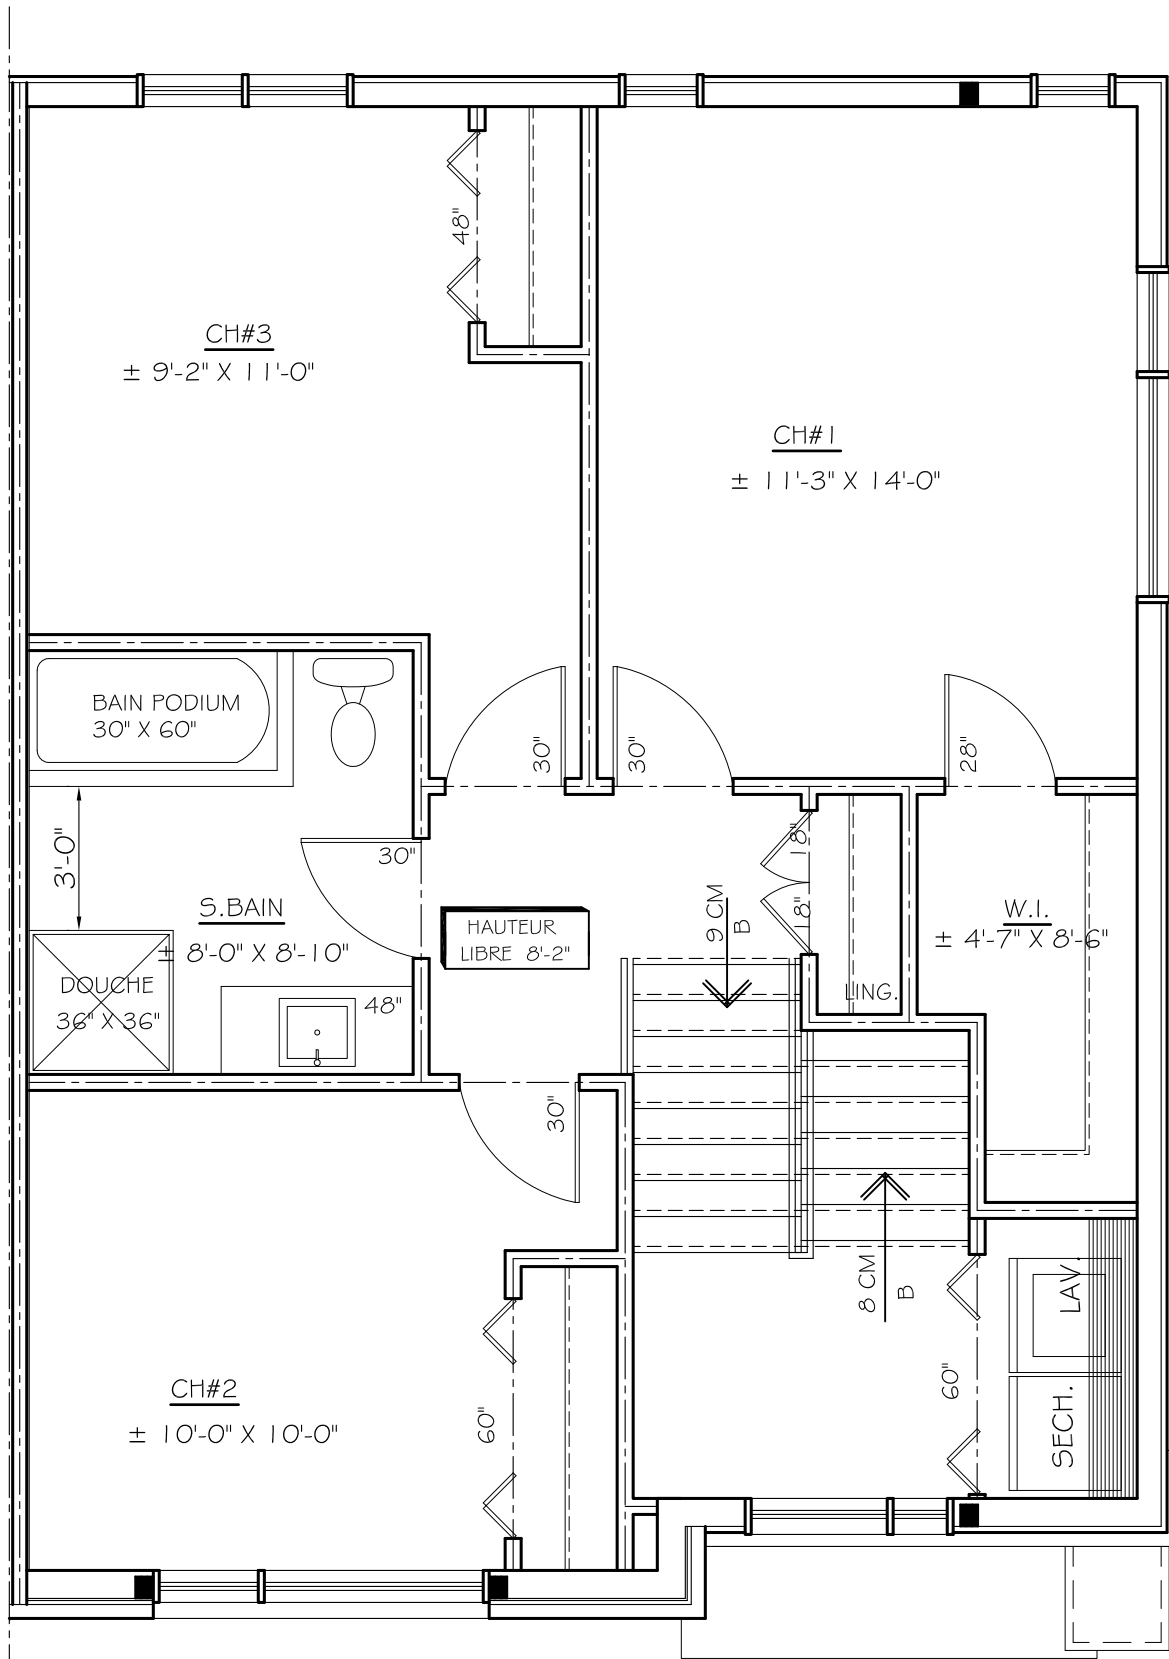 48"
CH#3
± 9'-2" X 11'-0"
CH#1
± 11'-3" X 14'-0"
BAIN PODIUM
30" X 60"
30"
30"
28"
3'-0"
30"
18"
18"
S.BAIN
± 8'-0" X 8'-10"
HAUTEUR
LIBRE 8'-2"
9 CM
B
W.I.
± 4'-7" X 8'-6"
DOUCHE
36" X 36"
48"
LING.
30"
8 CM
B
LAV.
CH#2
± 10'-0" X 10'-0"
60"
60"
SECH.